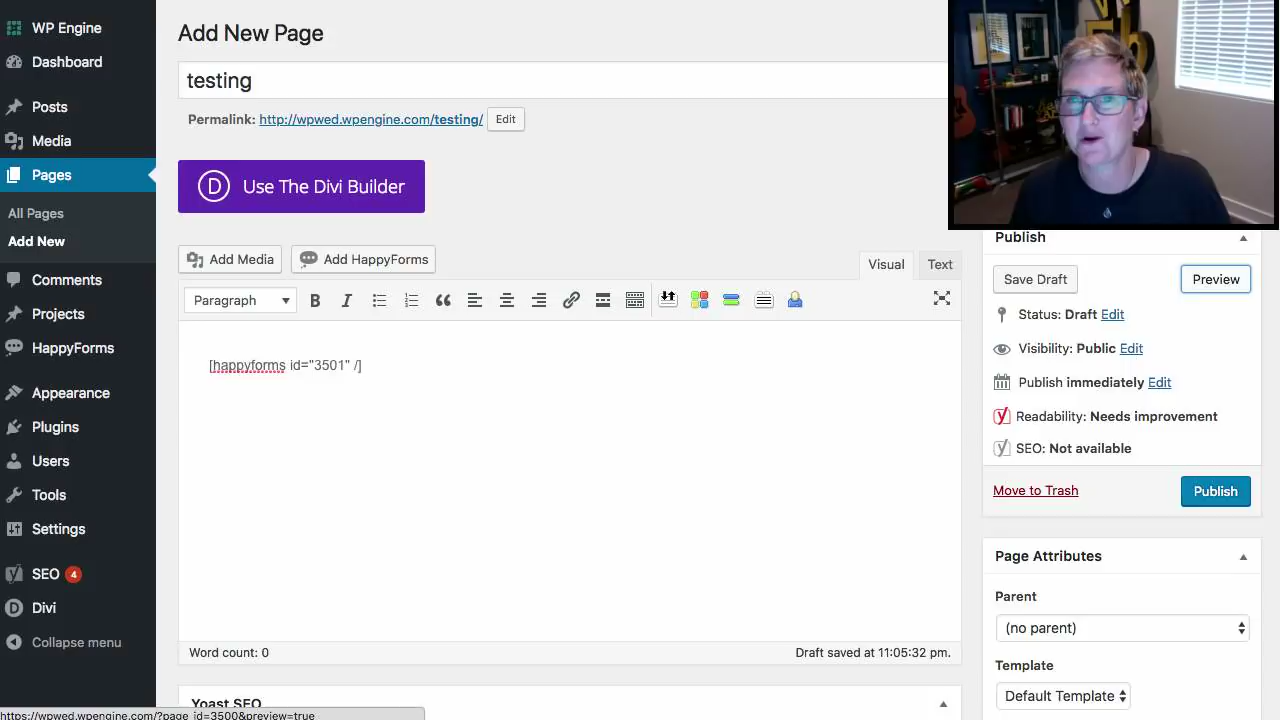 WP Engine
Dashboard
Posts
Media
Pages
All Pages
Add New
Comments
Projects
HappyForms
Appearance
Plugins
Users
Tools
Settings
SEO 4
Divi
Collapse menu
Add New Page
testing
Permalink: http://wpwed.wpengine.com/testing/ Edit
D Use The Divi Builder
Add Media Add HappyForms
Visual Text
Paragraph B I
[happyforms id="3501" /]
Word count: 0 Draft saved at 11:05:32 pm.
Yoast SEO
Publish
Save Draft Preview
Status: Draft Edit
Visibility: Public Edit
Publish immediately Edit
Readability: Needs improvement
SEO: Not available
Move to Trash Publish
Page Attributes
Parent
(no parent)
Template
Default Template
https://wpwed.wpengine.com/?page_id=3500&preview=true